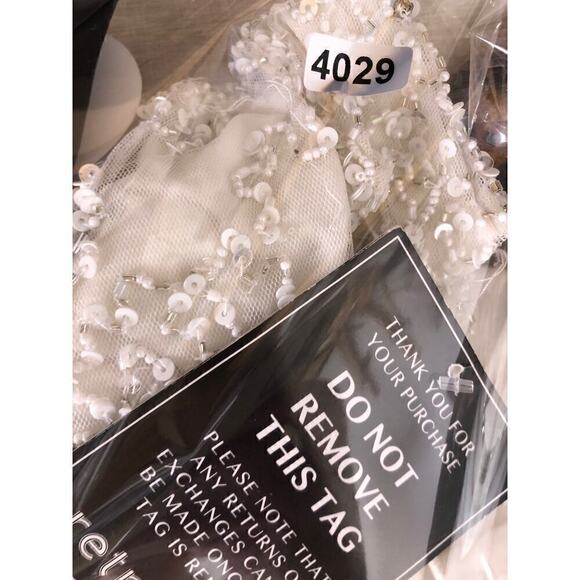 4029
THANK YOU FOR
YOUR PURCHASE
DO NOT
REMOVE
THIS TAG
PLEASE NOTE THAT
ANY RETURNS O
EXCHANGES CAN
BE MADE ONC
TAG IS RE